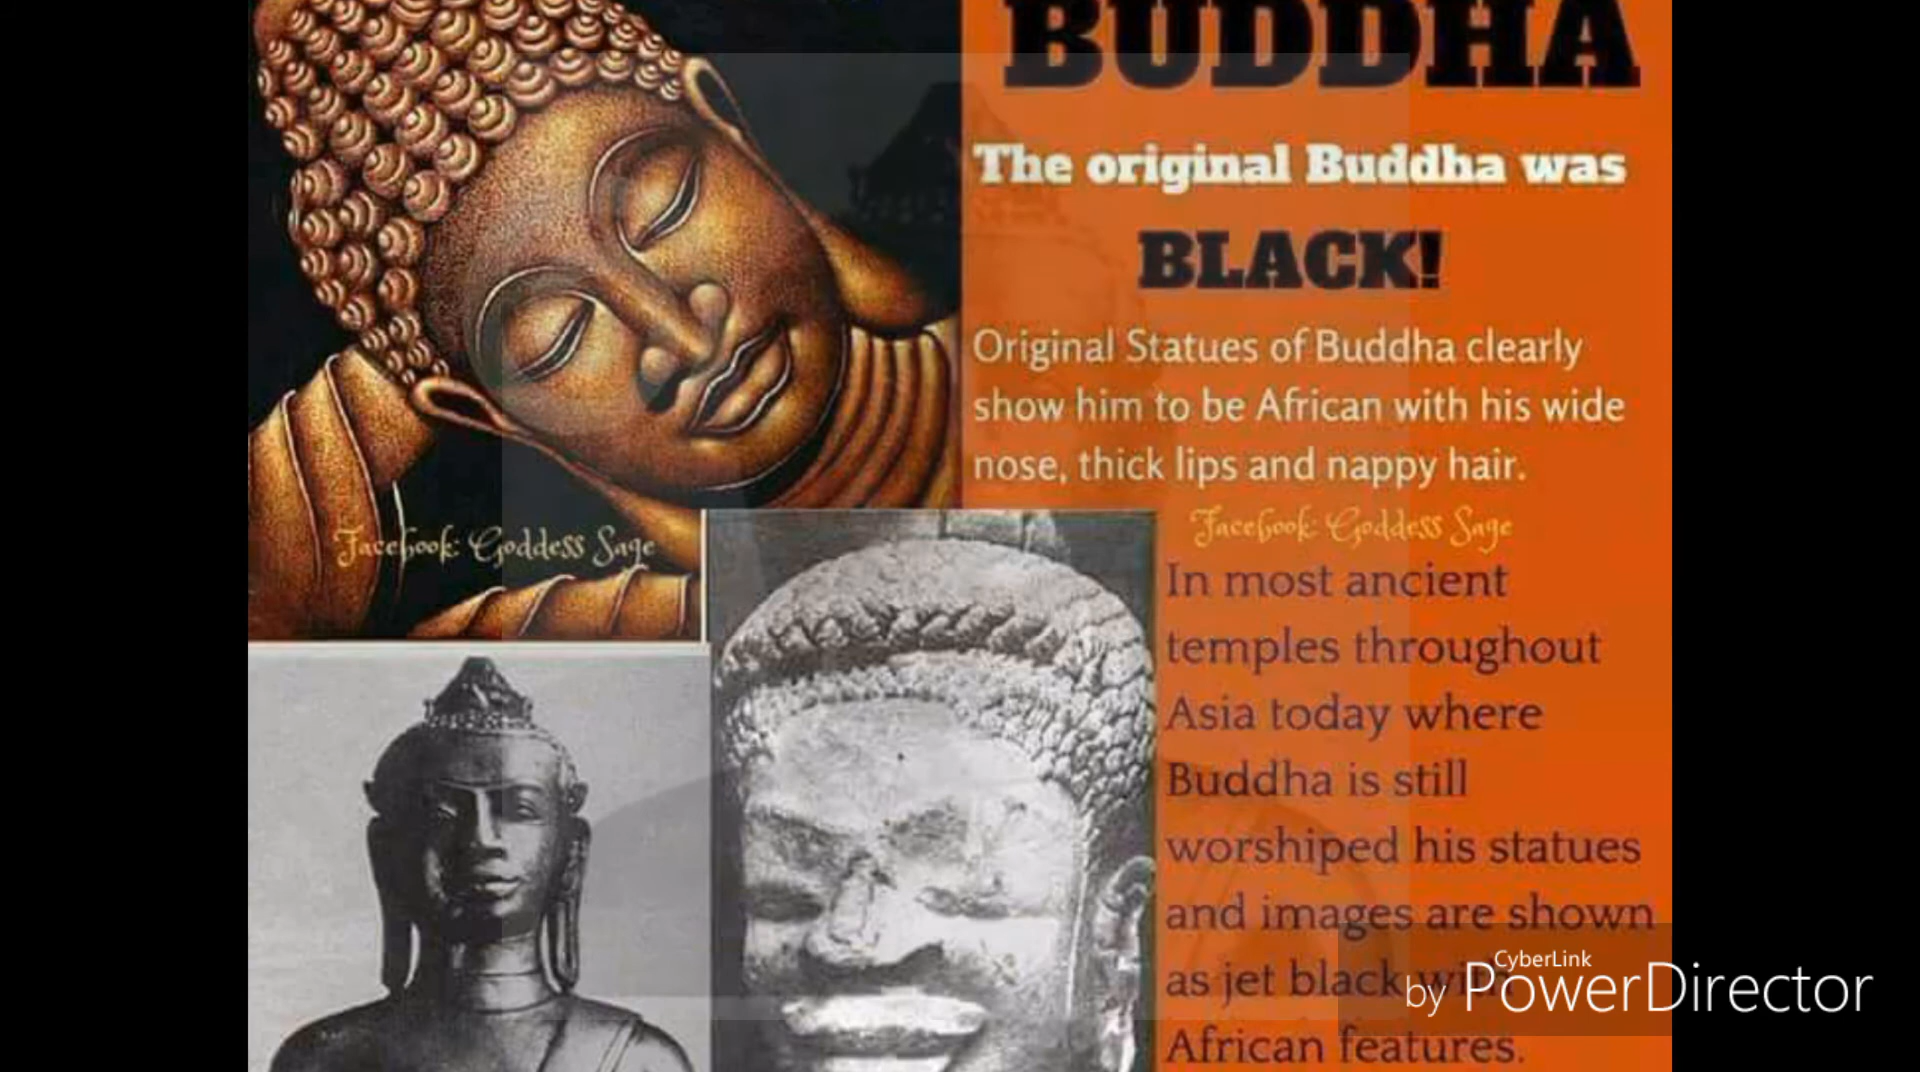 BUDDHA
The original Buddha was
BLACK!
Original Statues of Buddha clearly
show him to be African with his wide
nose, thick lips and nappy hair.
Facebook: Goddess Sage
Facebook: Goddess Sage
In most ancient
temples throughout
Asia today where
Buddha is still
worshiped his statues
and images are shown
as jet black with
African features.
CyberLink
by PowerDirector